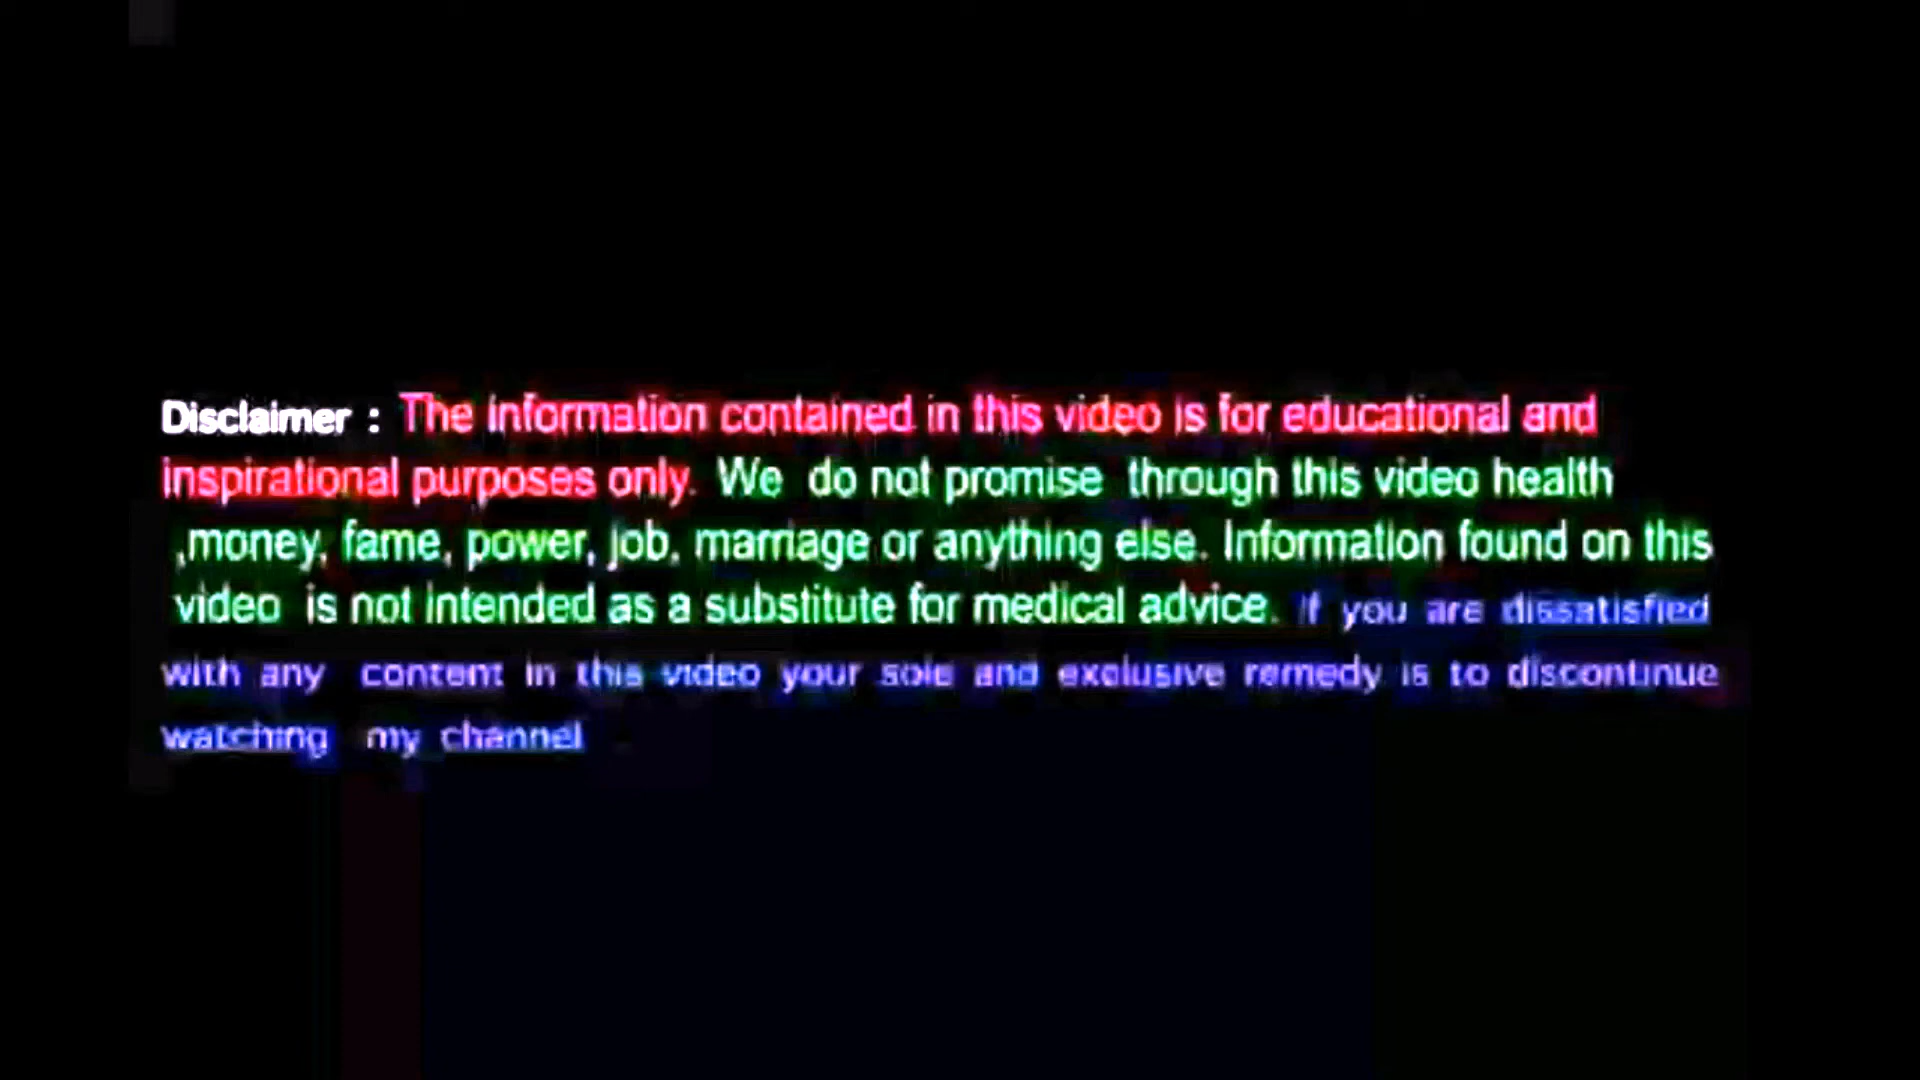 Disclaimer : The information contained in this video is for educational and
inspirational purposes only. We do not promise through this video health
,money, fame, power, job, marriage or anything else. Information found on this
video is not intended as a substitute for medical advice. If you are dissatisfied
with any content in this video your sole and exclusive remedy is to discontinue
watching my channel